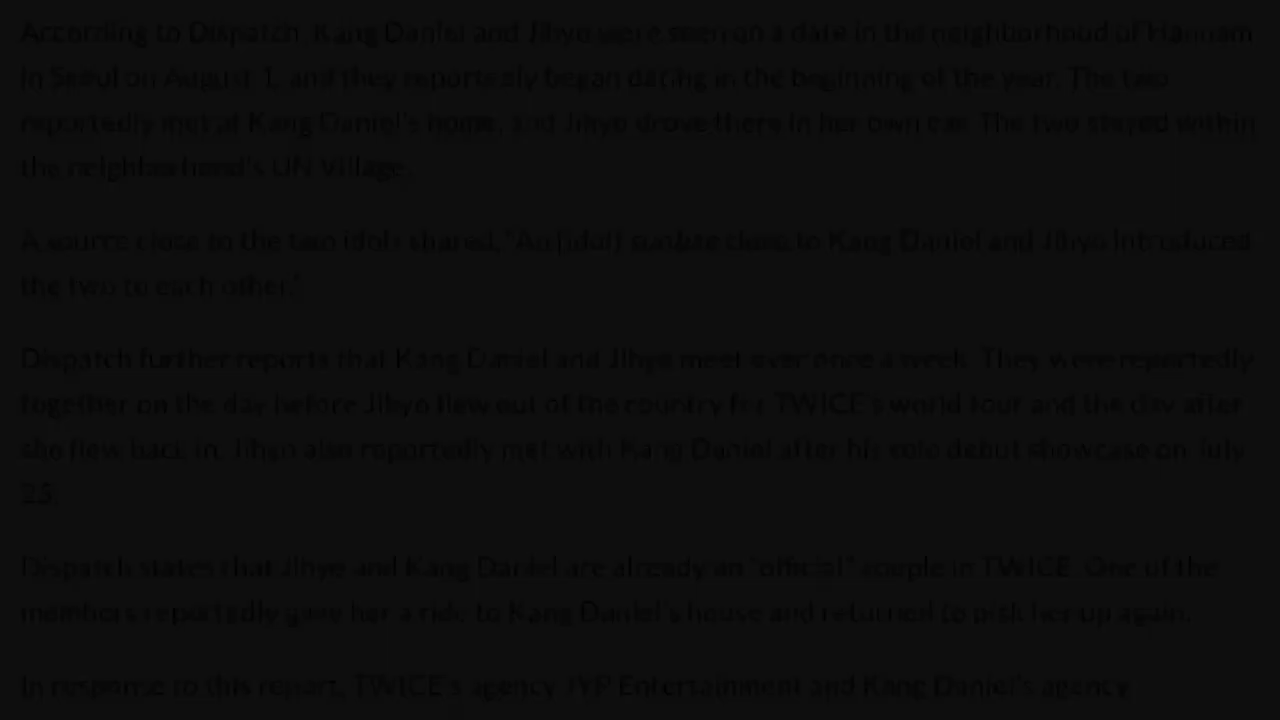 According to Dispatch, Kang Daniel and Jihyo were seen on a date in the neighborhood of Hannam
in Seoul on August 1, and they reportedly began dating in the beginning of the year. The two
reportedly met at Kang Daniel's home, and Jihyo drove there in her own car. The two stayed within
the neighborhood's UN Village.
A source close to the two idols shared, "An [idol] sunbae close to Kang Daniel and Jihyo introduced
the two to each other."
Dispatch further reports that Kang Daniel and Jihyo meet over once a week. They were reportedly
together on the day before Jihyo flew out of the country for TWICE's world tour and the day after
she flew back in. Jihyo also reportedly met with Kang Daniel after his solo debut showcase on July
25.
Dispatch states that Jihyo and Kang Daniel are already an "official" couple in TWICE. One of the
members reportedly gave her a ride to Kang Daniel's house and returned to pick her up again.
In response to this report, TWICE's agency JYP Entertainment and Kang Daniel's agency